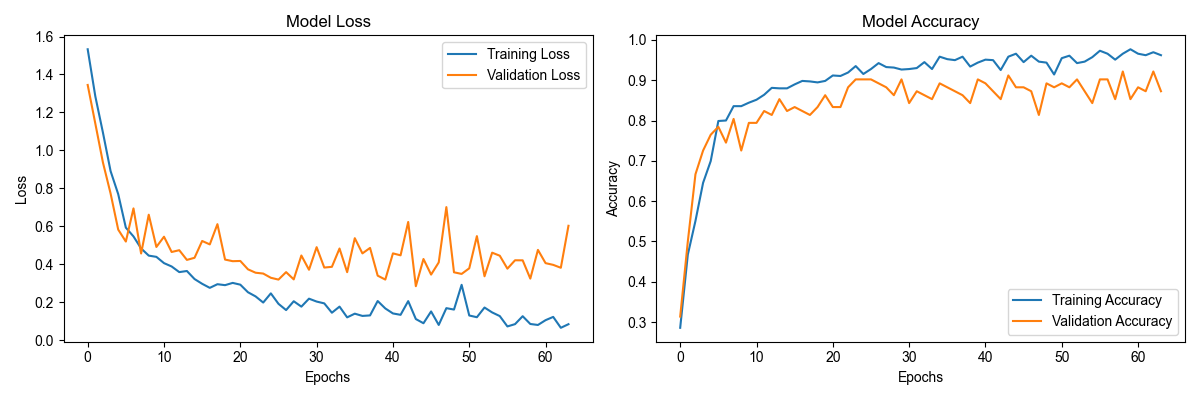 Model Loss
1.6
1.4
1.2
1.0
0.8
0.6
0.4
0.2
0.0
Loss
0 10 20 30 40 50 60
Epochs
Training Loss
Validation Loss
Model Accuracy
1.0
0.9
0.8
0.7
0.6
0.5
0.4
0.3
Accuracy
0 10 20 30 40 50 60
Epochs
Training Accuracy
Validation Accuracy